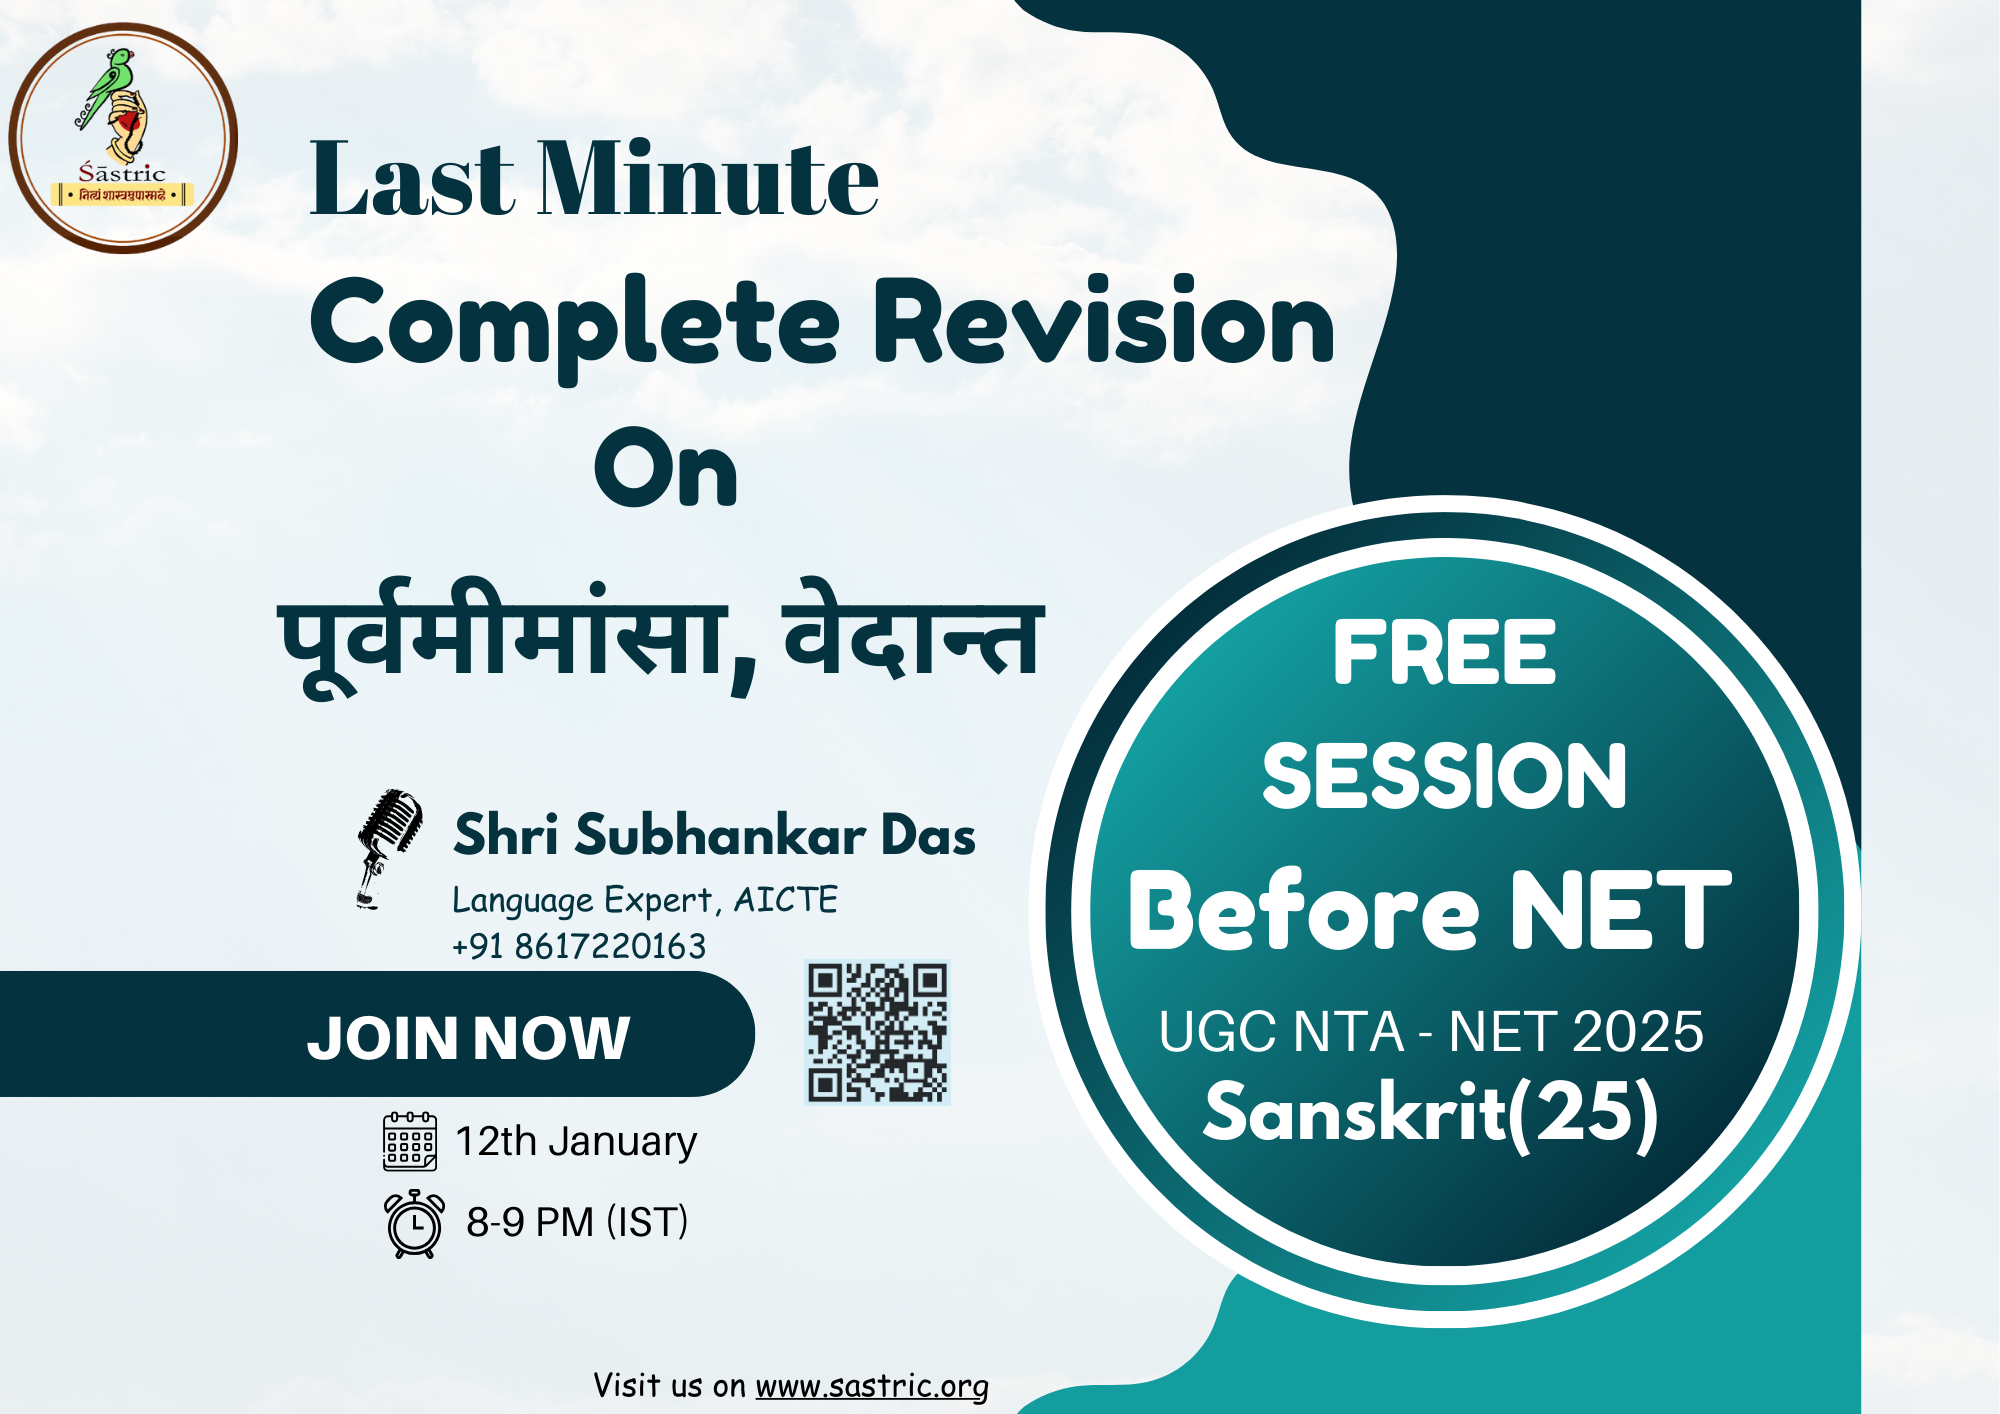 Śāstric
॥ • नित्यं शास्त्रमुपास्महे • ॥
Last Minute
Complete Revision
On
पूर्वमीमांसा, वेदान्त
Shri Subhankar Das
Language Expert, AICTE
+91 8617220163
JOIN NOW
12th January
8-9 PM (IST)
FREE
SESSION
Before NET
UGC NTA - NET 2025
Sanskrit(25)
Visit us on www.sastric.org